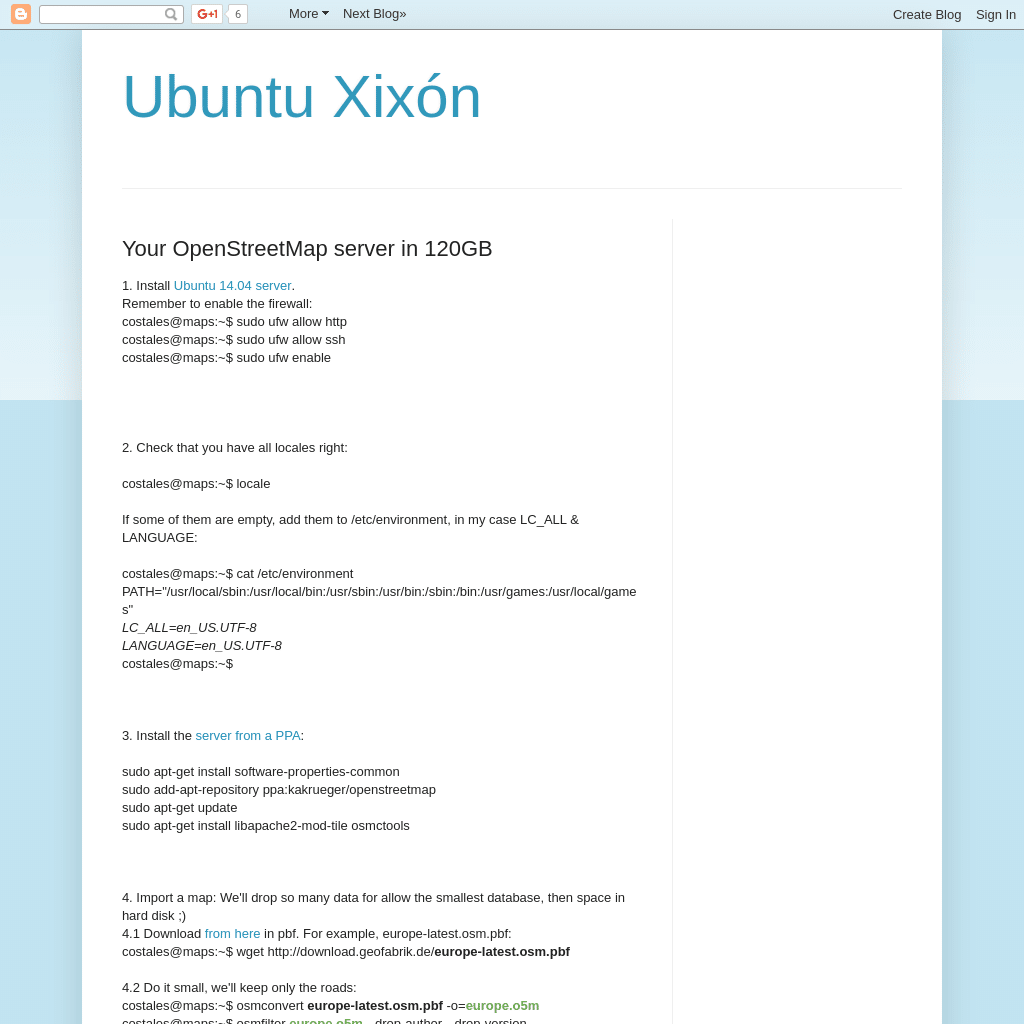 6
More
Next Blog»
Create Blog
Sign In
Ubuntu Xixón
Your OpenStreetMap server in 120GB
1. Install Ubuntu 14.04 server.
Remember to enable the firewall:
costales@maps:~$ sudo ufw allow http
costales@maps:~$ sudo ufw allow ssh
costales@maps:~$ sudo ufw enable
2. Check that you have all locales right:
costales@maps:~$ locale
If some of them are empty, add them to /etc/environment, in my case LC_ALL &
LANGUAGE:
costales@maps:~$ cat /etc/environment
PATH="/usr/local/sbin:/usr/local/bin:/usr/sbin:/usr/bin:/sbin:/bin:/usr/games:/usr/local/game
s"
LC_ALL=en_US.UTF-8
LANGUAGE=en_US.UTF-8
costales@maps:~$
3. Install the server from a PPA:
sudo apt-get install software-properties-common
sudo add-apt-repository ppa:kakrueger/openstreetmap
sudo apt-get update
sudo apt-get install libapache2-mod-tile osmctools
4. Import a map: We'll drop so many data for allow the smallest database, then space in
hard disk ;)
4.1 Download from here in pbf. For example, europe-latest.osm.pbf:
costales@maps:~$ wget http://download.geofabrik.de/europe-latest.osm.pbf
4.2 Do it small, we'll keep only the roads:
costales@maps:~$ osmconvert europe-latest.osm.pbf -o=europe.o5m
costales@maps:~$ osmfilter europe.o5m --drop-author --drop-version